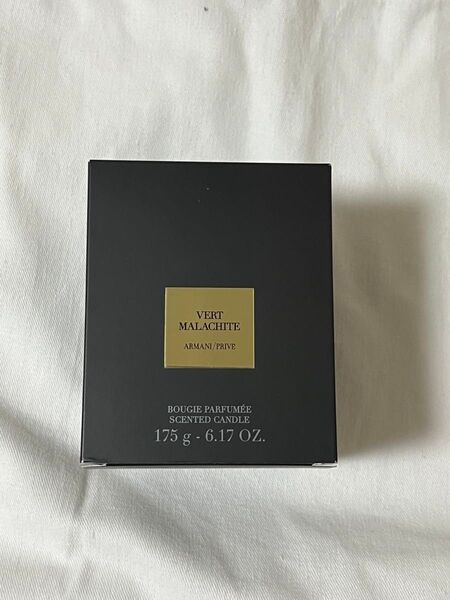 VERT
MALACHITE
ARMANI/PRIVE
BOUGIE PARFUMÉE
SCENTED CANDLE
175 g - 6.17 OZ.